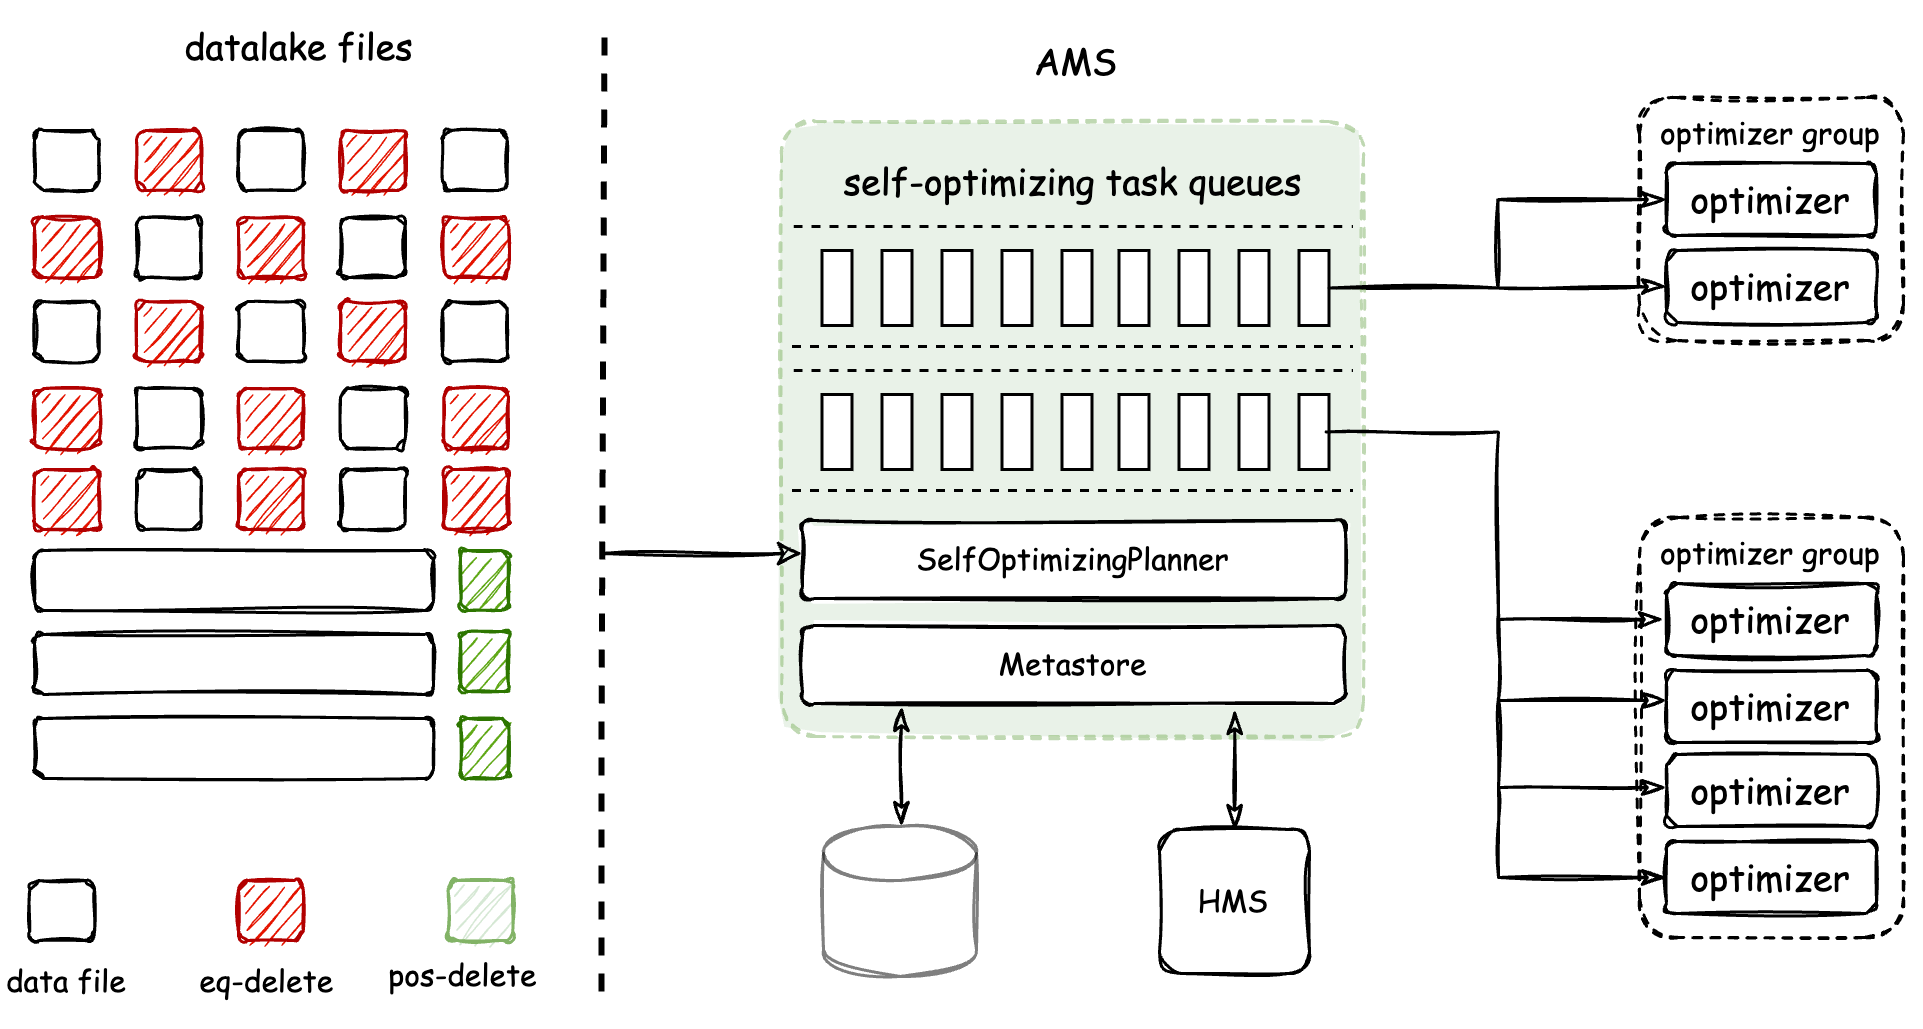 datalake files
AMS
self-optimizing task queues
SelfOptimizingPlanner
Metastore
HMS
optimizer group
optimizer
optimizer
optimizer group
optimizer
optimizer
optimizer
optimizer
data file
eq-delete
pos-delete